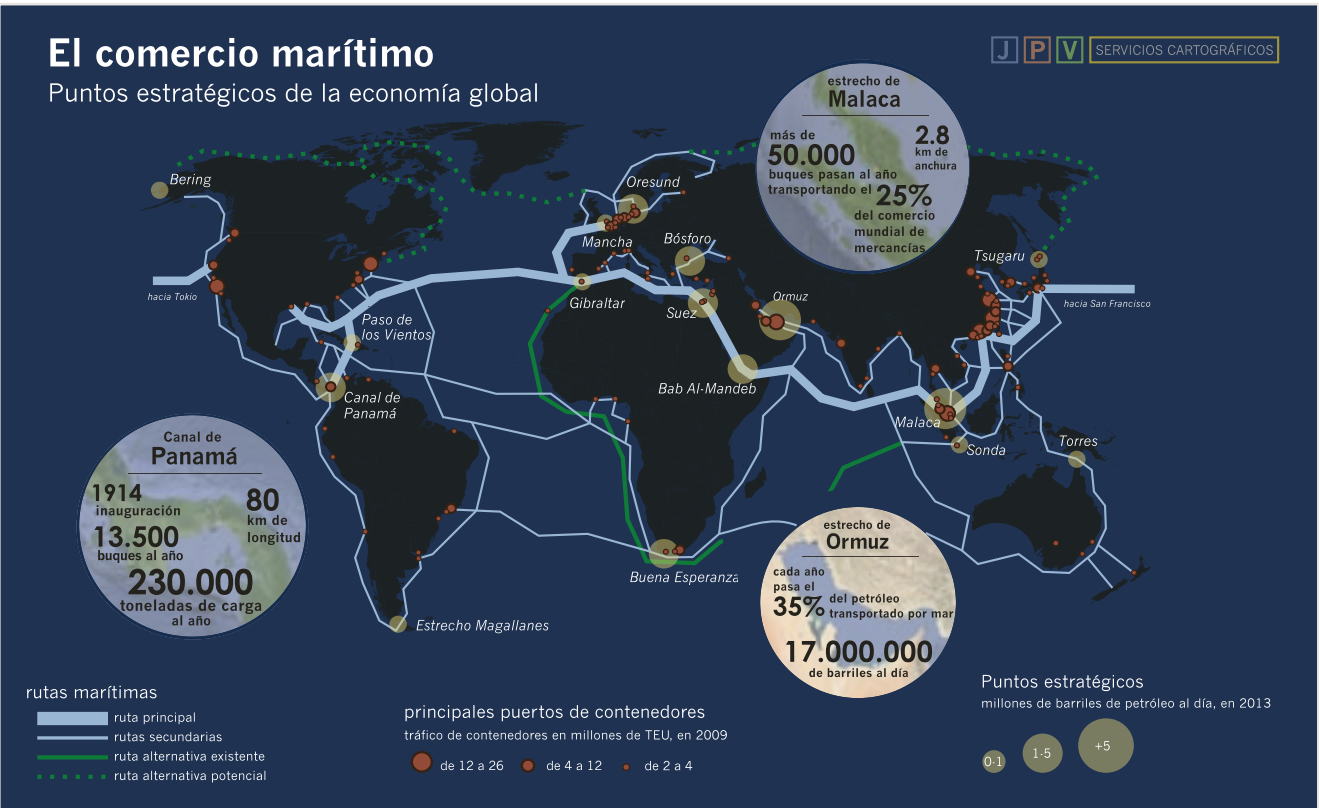 El comercio marítimo
Puntos estratégicos de la economía global
J P V SERVICIOS CARTOGRÁFICOS
estrecho de
Malaca
más de
50.000
buques pasan al año
transportando el 25%
del comercio
mundial de
mercancías
2.8
km de
anchura
Bering
Oresund
Mancha
Bósforo
Tsugaru
hacia Tokio
Gibraltar
Suez
Ormuz
hacia San Francisco
Paso de
los Vientos
Bab Al-Mandeb
Canal de
Panamá
Malaca
Sonda
Torres
Buena Esperanza
Estrecho Magallanes
Canal de
Panamá
1914
inauguración
13.500
buques al año
80
km de
longitud
230.000
toneladas de carga
al año
estrecho de
Ormuz
cada año
pasa el
35% del petróleo
transportado por mar
17.000.000
de barriles al día
rutas marítimas
ruta principal
rutas secundarias
ruta alternativa existente
ruta alternativa potencial
principales puertos de contenedores
tráfico de contenedores en millones de TEU, en 2009
de 12 a 26
de 4 a 12
de 2 a 4
Puntos estratégicos
millones de barriles de petróleo al día, en 2013
0-1
1-5
+5